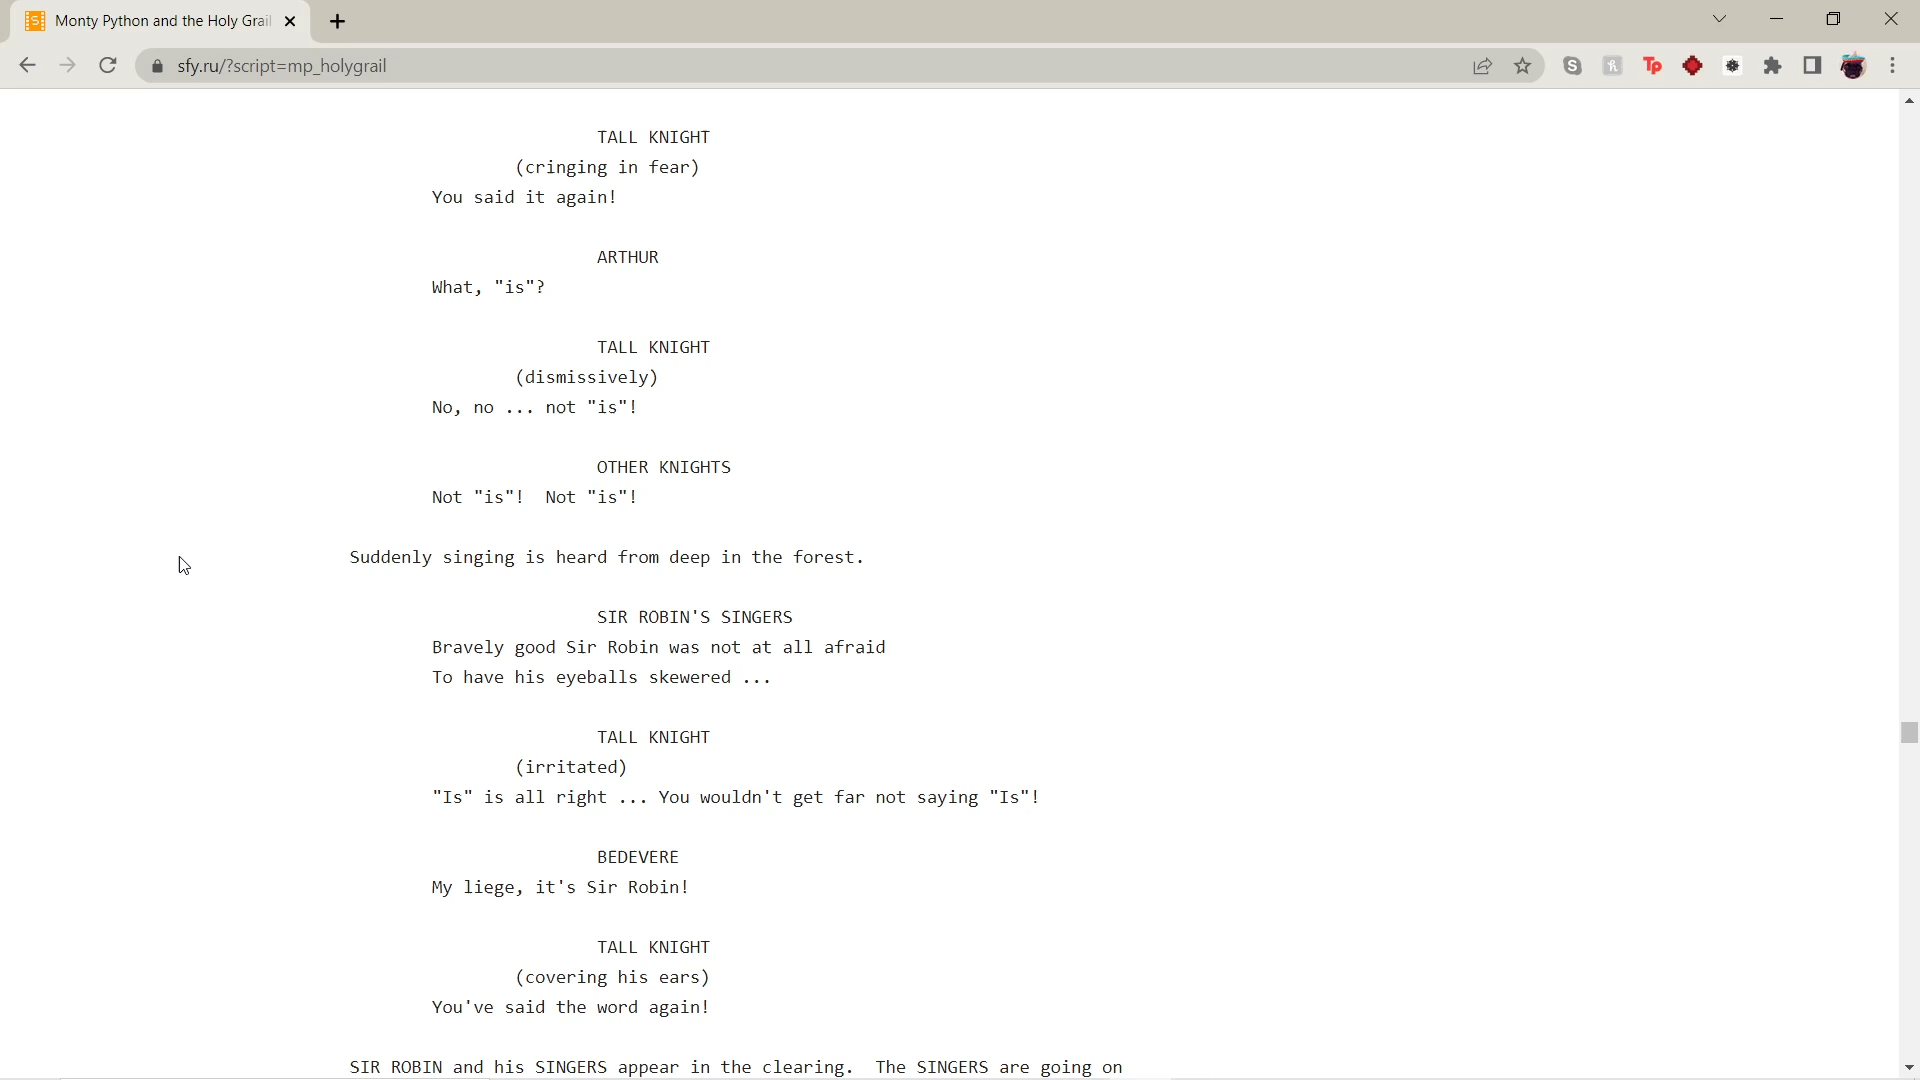 Monty Python and the Holy Grail
sfy.ru/?script=mp_holygrail
TALL KNIGHT
(cringing in fear)
You said it again!
ARTHUR
What, "is"?
TALL KNIGHT
(dismissively)
No, no ... not "is"!
OTHER KNIGHTS
Not "is"!  Not "is"!
Suddenly singing is heard from deep in the forest.
SIR ROBIN'S SINGERS
Bravely good Sir Robin was not at all afraid
To have his eyeballs skewered ...
TALL KNIGHT
(irritated)
"Is" is all right ... You wouldn't get far not saying "Is"!
BEDEVERE
My liege, it's Sir Robin!
TALL KNIGHT
(covering his ears)
You've said the word again!
SIR ROBIN and his SINGERS appear in the clearing.  The SINGERS are going on